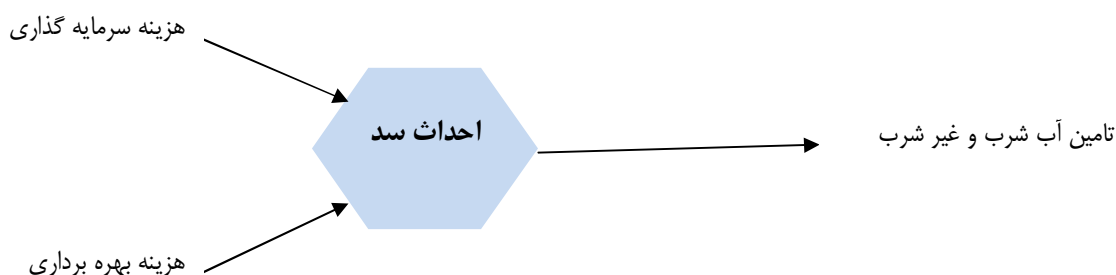 هزینه سرمایه گذاری
احداث سد
تامین آب شرب و غیر شرب
هزینه بهره برداری